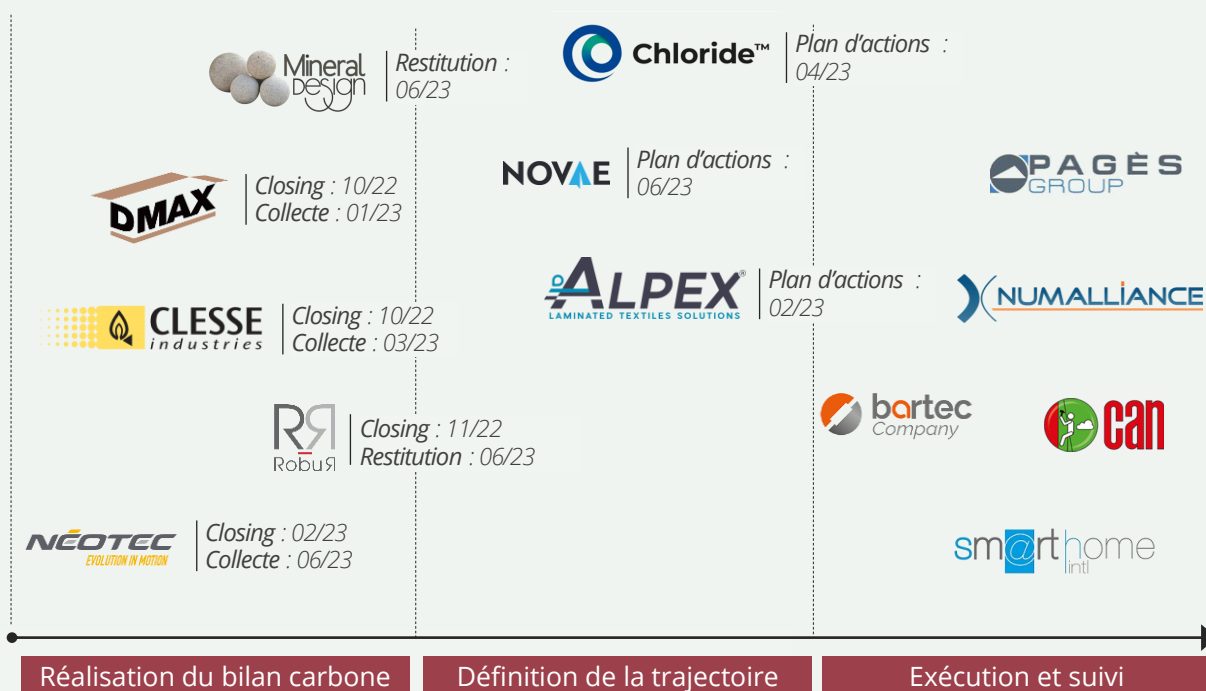 Mineral
DESIGN
Restitution :
06/23
Chloride™
Plan d'actions :
04/23
DMAX
Closing : 10/22
Collecte : 01/23
NOVAE
Plan d'actions :
06/23
PAGÈS
GROUP
CLESSE
industries
Closing : 10/22
Collecte : 03/23
ALPEX®
LAMINATED TEXTILES SOLUTIONS
Plan d'actions :
02/23
NUMALLIANCE
RR
Robur
Closing : 11/22
Restitution : 06/23
bartec
Company
can
NÉOTEC
EVOLUTION IN MOTION
Closing : 02/23
Collecte : 06/23
sm@rthome
intl
Réalisation du bilan carbone
Définition de la trajectoire
Exécution et suivi